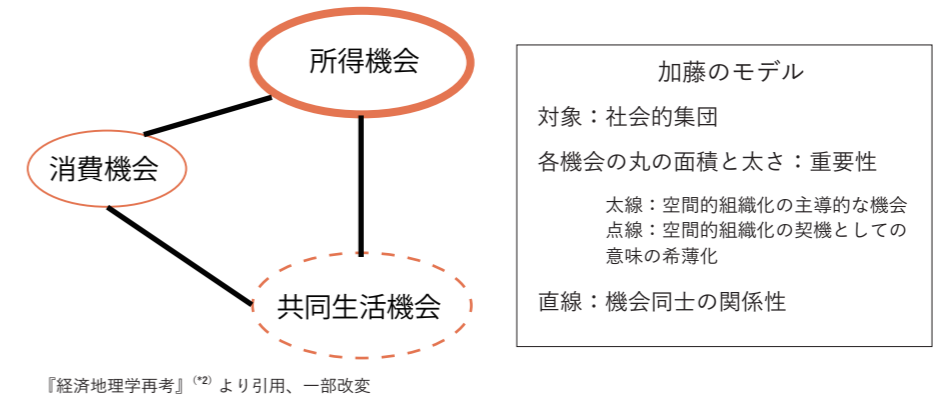 所得機会
消費機会
共同生活機会
加藤のモデル
対象：社会的集団
各機会の丸の面積と太さ：重要性
太線：空間的組織化の主導的な機会
点線：空間的組織化の契機としての
意味の希薄化
直線：機会同士の関係性
『経済地理学再考』(*2) より引用、一部改変